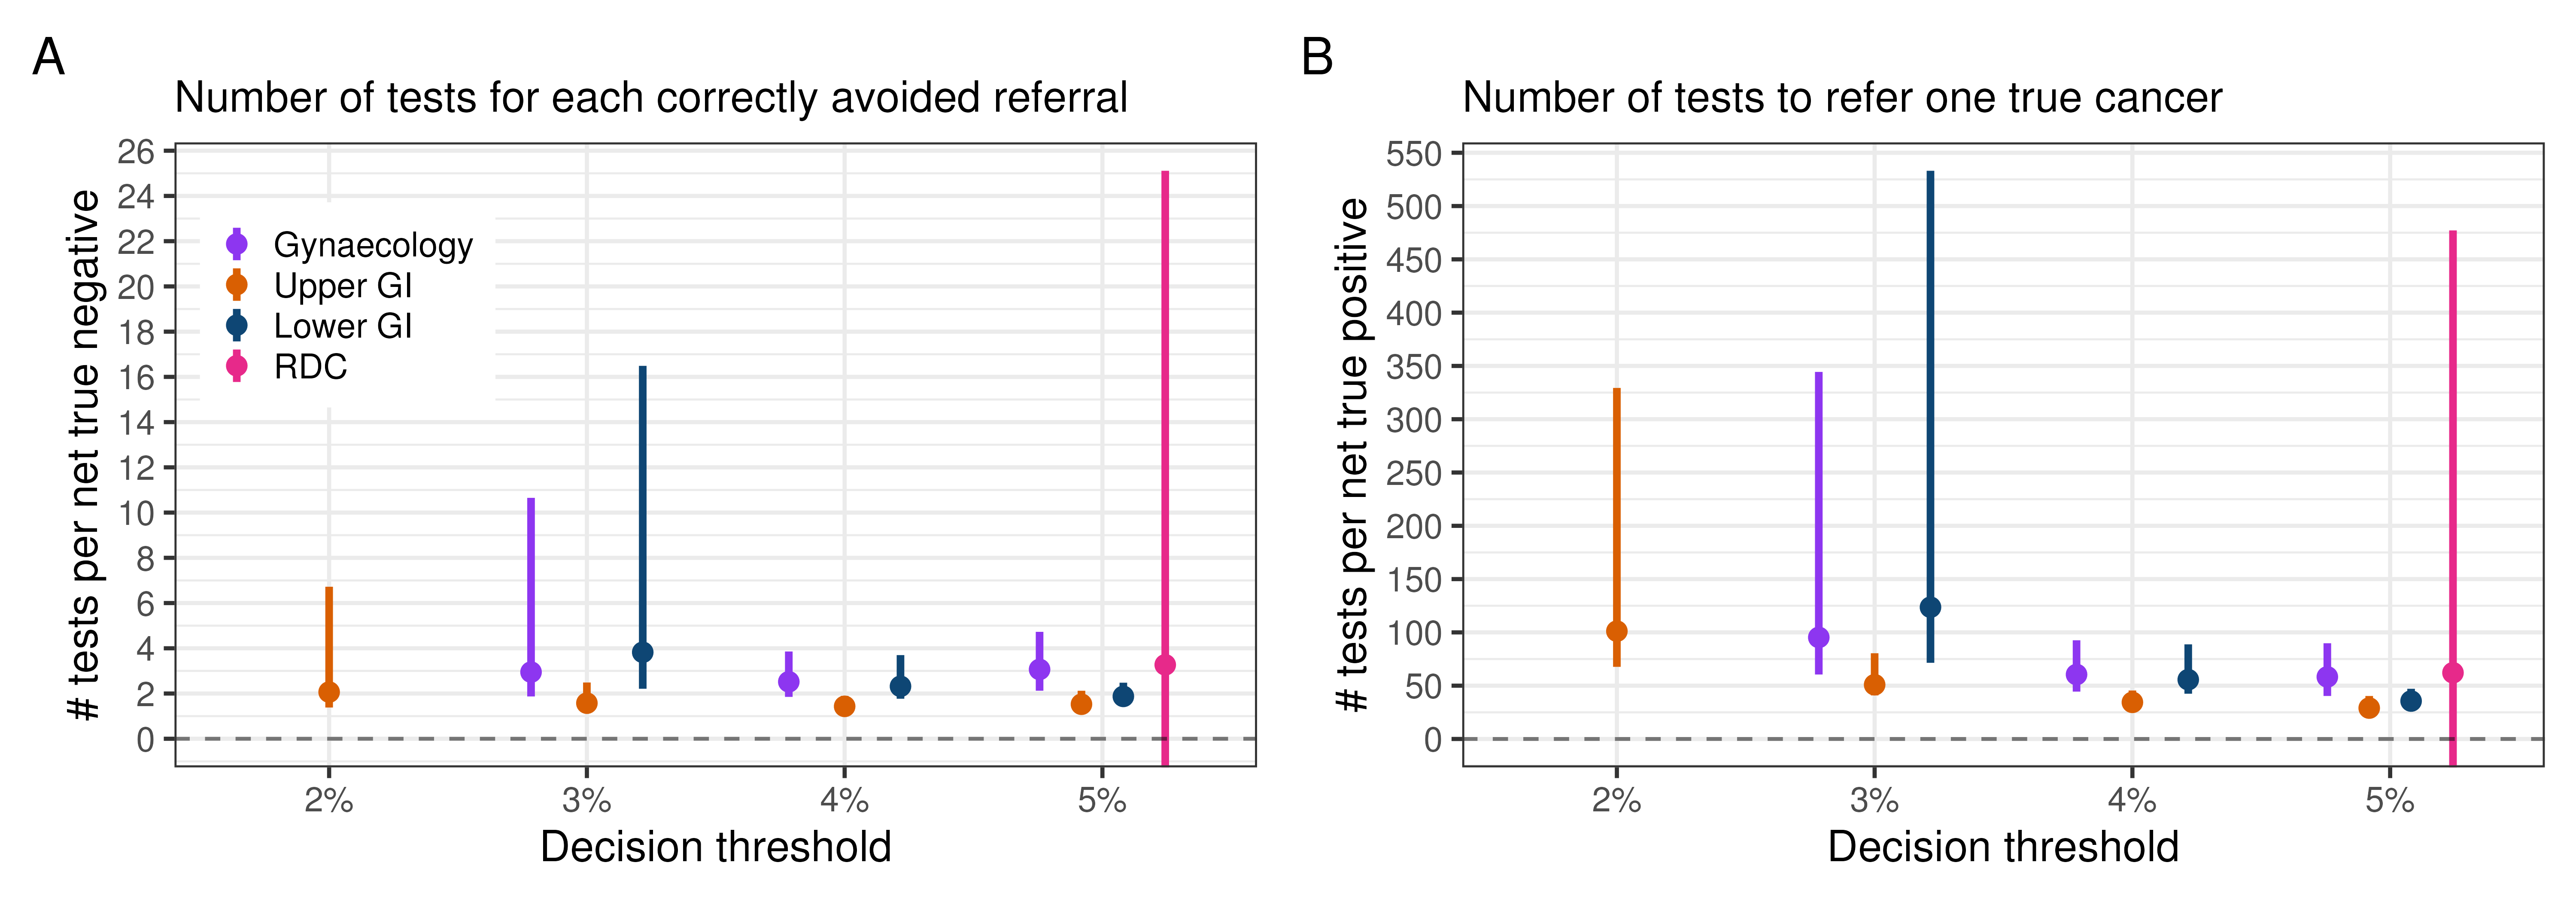 A
Number of tests for each correctly avoided referral
# tests per net true negative
26
24
22
20
18
16
14
12
10
8
6
4
2
0
Gynaecology
Upper GI
Lower GI
RDC
2% 3% 4% 5%
Decision threshold
B
Number of tests to refer one true cancer
# tests per net true positive
550
500
450
400
350
300
250
200
150
100
50
0
2% 3% 4% 5%
Decision threshold